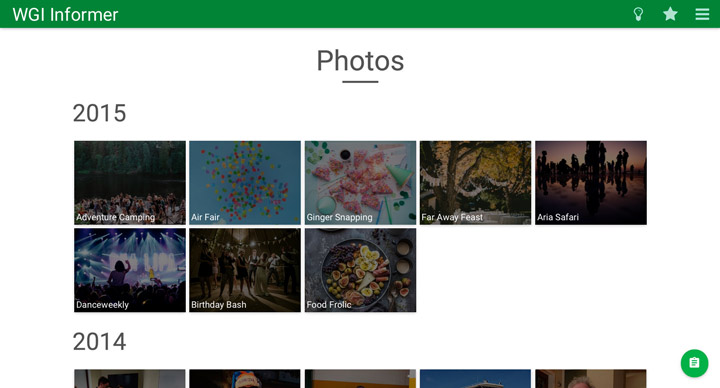 WGI Informer
Photos
2015
Adventure Camping
Air Fair
Ginger Snapping
Far Away Feast
Aria Safari
Danceweekly
Birthday Bash
Food Frolic
2014